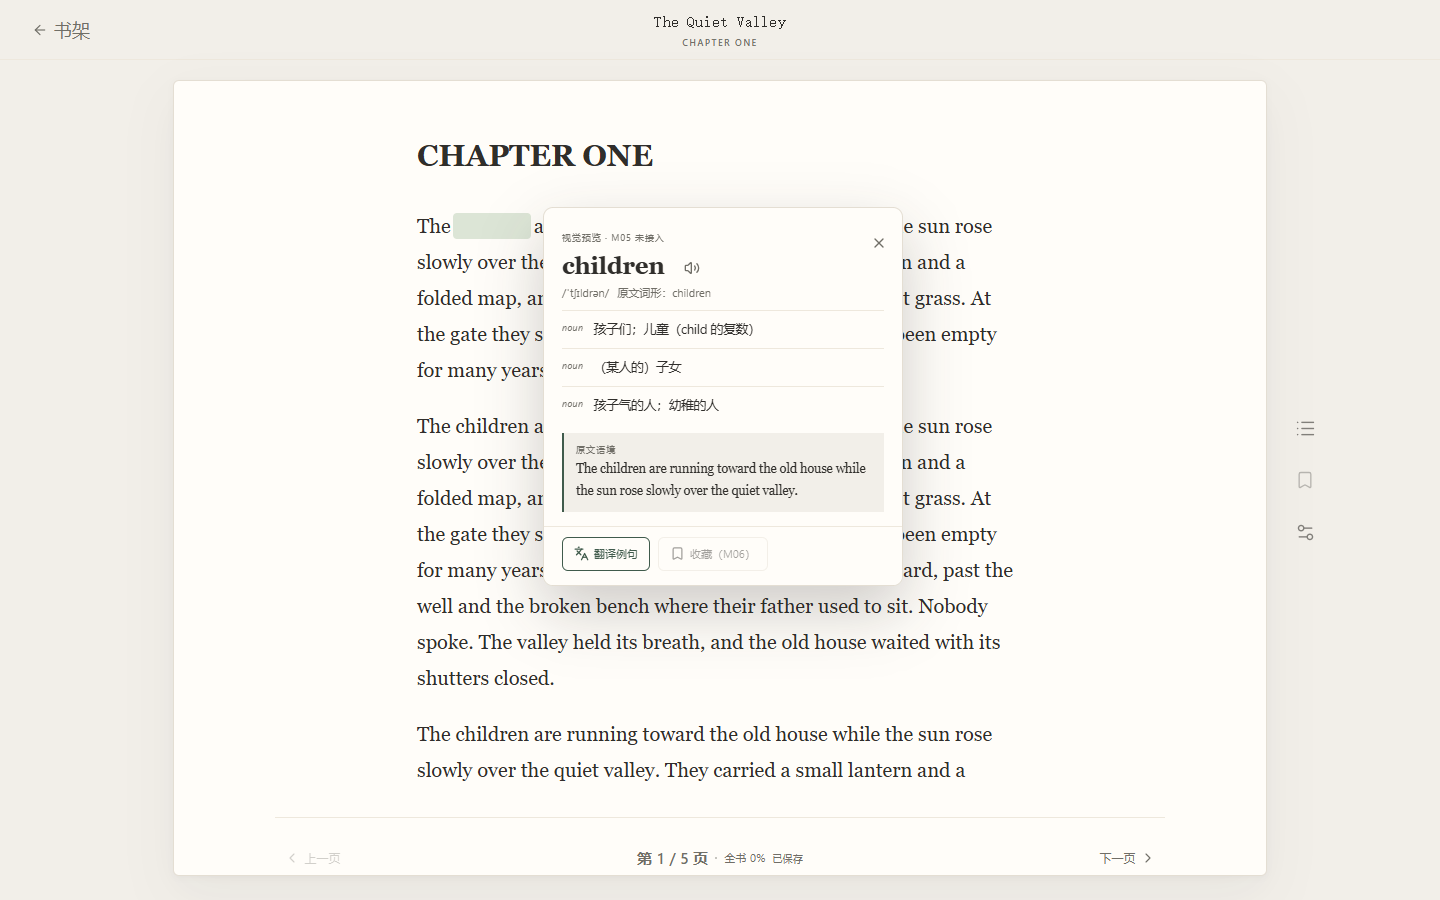 书架
The Quiet Valley
CHAPTER ONE
CHAPTER ONE
The a
e sun rose
slowly over the
n and a
folded map, an
t grass. At
the gate they s
been empty
for many years
The children a
e sun rose
slowly over the
n and a
folded map, an
t grass. At
the gate they s
been empty
for many years
ard, past the
well and the broken bench where their father used to sit. Nobody
spoke. The valley held its breath, and the old house waited with its
shutters closed.
The children are running toward the old house while the sun rose
slowly over the quiet valley. They carried a small lantern and a
视觉预览 · M05 未接入
children
/ˈtʃɪldrən/ 原文词形：children
noun 孩子们；儿童（child 的复数）
noun （某人的）子女
noun 孩子气的人；幼稚的人
原文语境
The children are running toward the old house while
the sun rose slowly over the quiet valley.
翻译例句
收藏（M06）
上一页
第 1 / 5 页 · 全书 0% 已保存
下一页